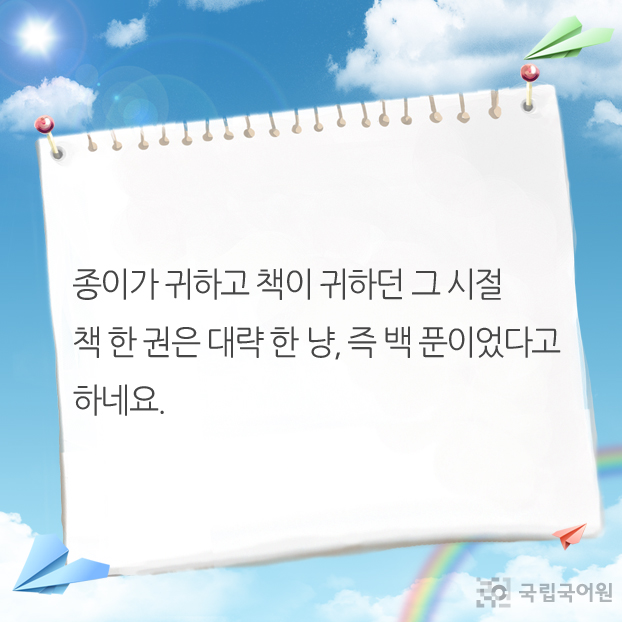 종이가 귀하고 책이 귀하던 그 시절
책 한 권은 대략 한 냥, 즉 백 푼이었다고
하네요.
국립국어원